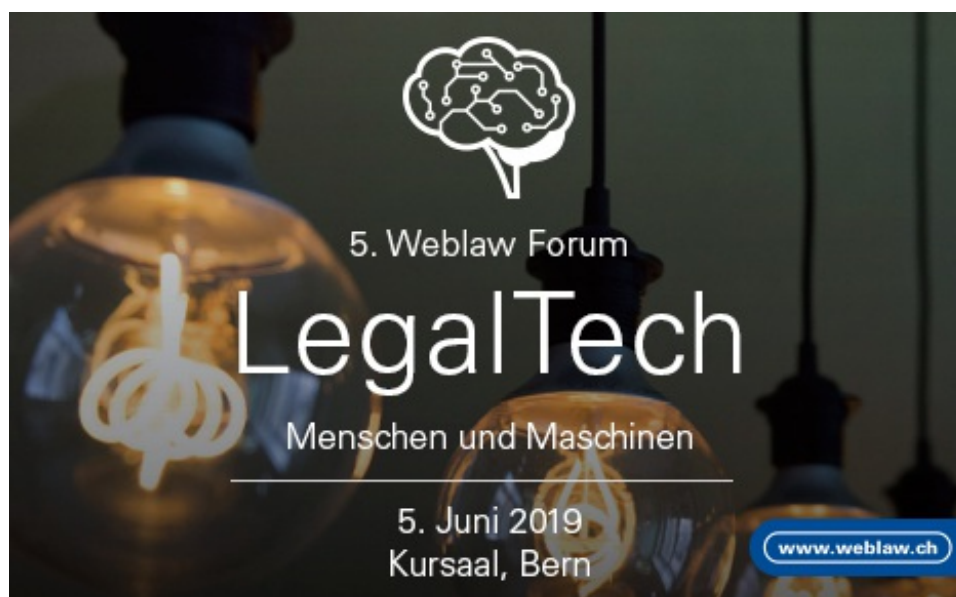 5. Weblaw Forum
LegalTech
Menschen und Maschinen
5. Juni 2019
Kursaal, Bern
www.weblaw.ch